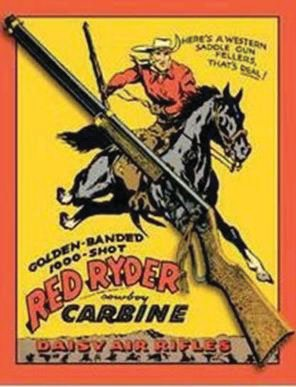 HERE'S A WESTERN
SADDLE GUN
FELLERS,
THAT'S REAL!
GOLDEN-BANDED
1000-SHOT
RED RYDER
cowboy
CARBINE
DAISY AIR RIFLES